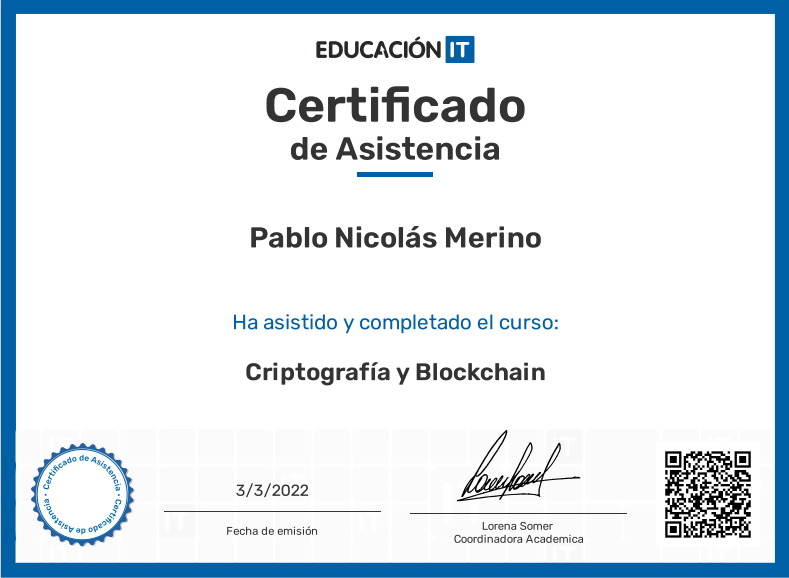 EDUCACIÓN IT
Certificado
de Asistencia
Pablo Nicolás Merino
Ha asistido y completado el curso:
Criptografía y Blockchain
Certificado de Asistencia • Certificado de Asistencia •
3/3/2022
Fecha de emisión
Lorena Somer
Coordinadora Academica